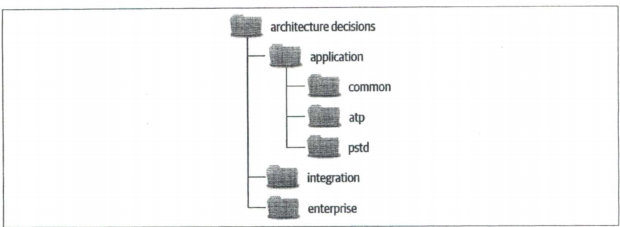 architecture decisions
application
common
atp
pstd
integration
enterprise